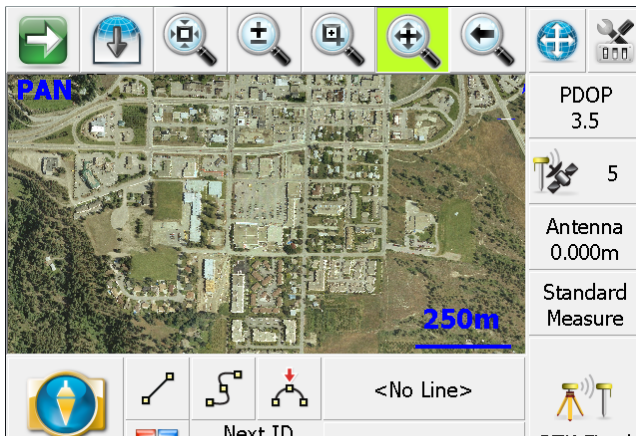 PAN
PDOP
3.5
5
Antenna
0.000m
Standard
Measure
250m
<No Line>
Next ID